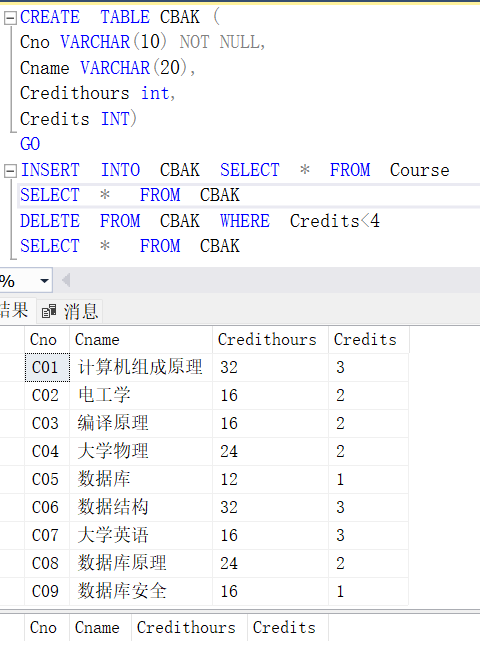 CREATE TABLE CBAK (
Cno VARCHAR(10) NOT NULL,
Cname VARCHAR(20),
Credithours int,
Credits INT)
GO
INSERT INTO CBAK SELECT * FROM Course
SELECT * FROM CBAK
DELETE FROM CBAK WHERE Credits<4
SELECT * FROM CBAK
%
结果 消息
Cno Cname Credithours Credits
C01 计算机组成原理 32 3
C02 电工学 16 2
C03 编译原理 16 2
C04 大学物理 24 2
C05 数据库 12 1
C06 数据结构 32 3
C07 大学英语 16 3
C08 数据库原理 24 2
C09 数据库安全 16 1
Cno Cname Credithours Credits